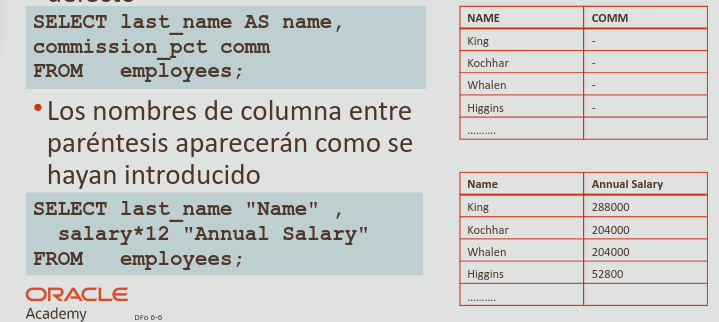 SELECT last_name AS name,
commission_pct comm
FROM employees;
• Los nombres de columna entre
paréntesis aparecerán como se
hayan introducido
SELECT last_name "Name" ,
salary*12 "Annual Salary"
FROM employees;
ORACLE
Academy
DFo 6-6
NAME COMM
King -
Kochhar -
Whalen -
Higgins -
..........
Name Annual Salary
King 288000
Kochhar 204000
Whalen 204000
Higgins 52800
..........